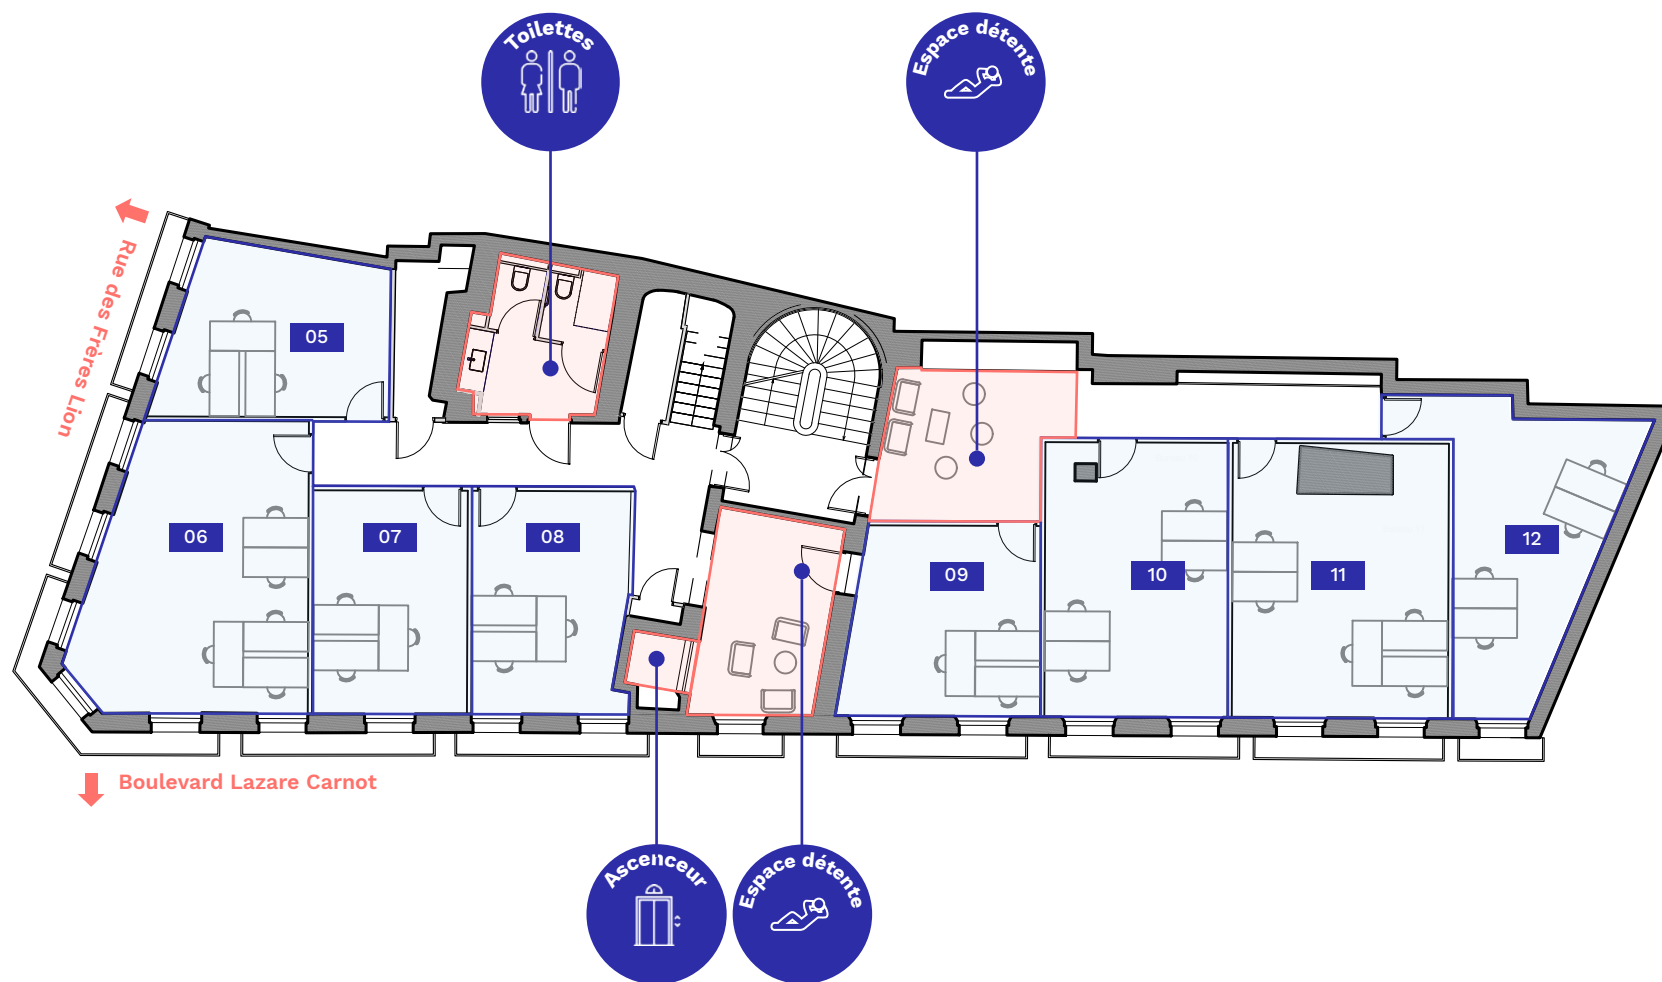 Toilettes
Espace détente
Rue des Frères Lion
05
06
07
08
09
10
11
12
Boulevard Lazare Carnot
Ascenceur
Espace détente